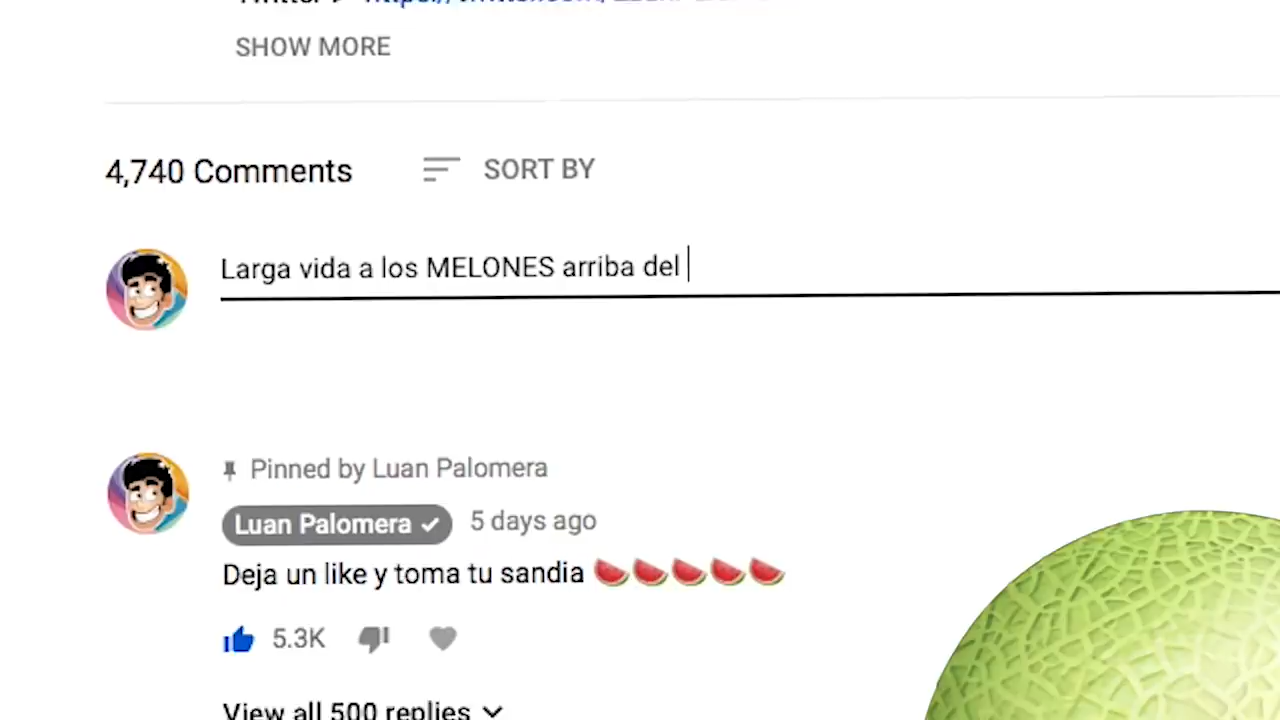 SHOW MORE
4,740 Comments
SORT BY
Larga vida a los MELONES arriba del
Pinned by Luan Palomera
Luan Palomera 5 days ago
Deja un like y toma tu sandia
5.3K
View all 500 replies